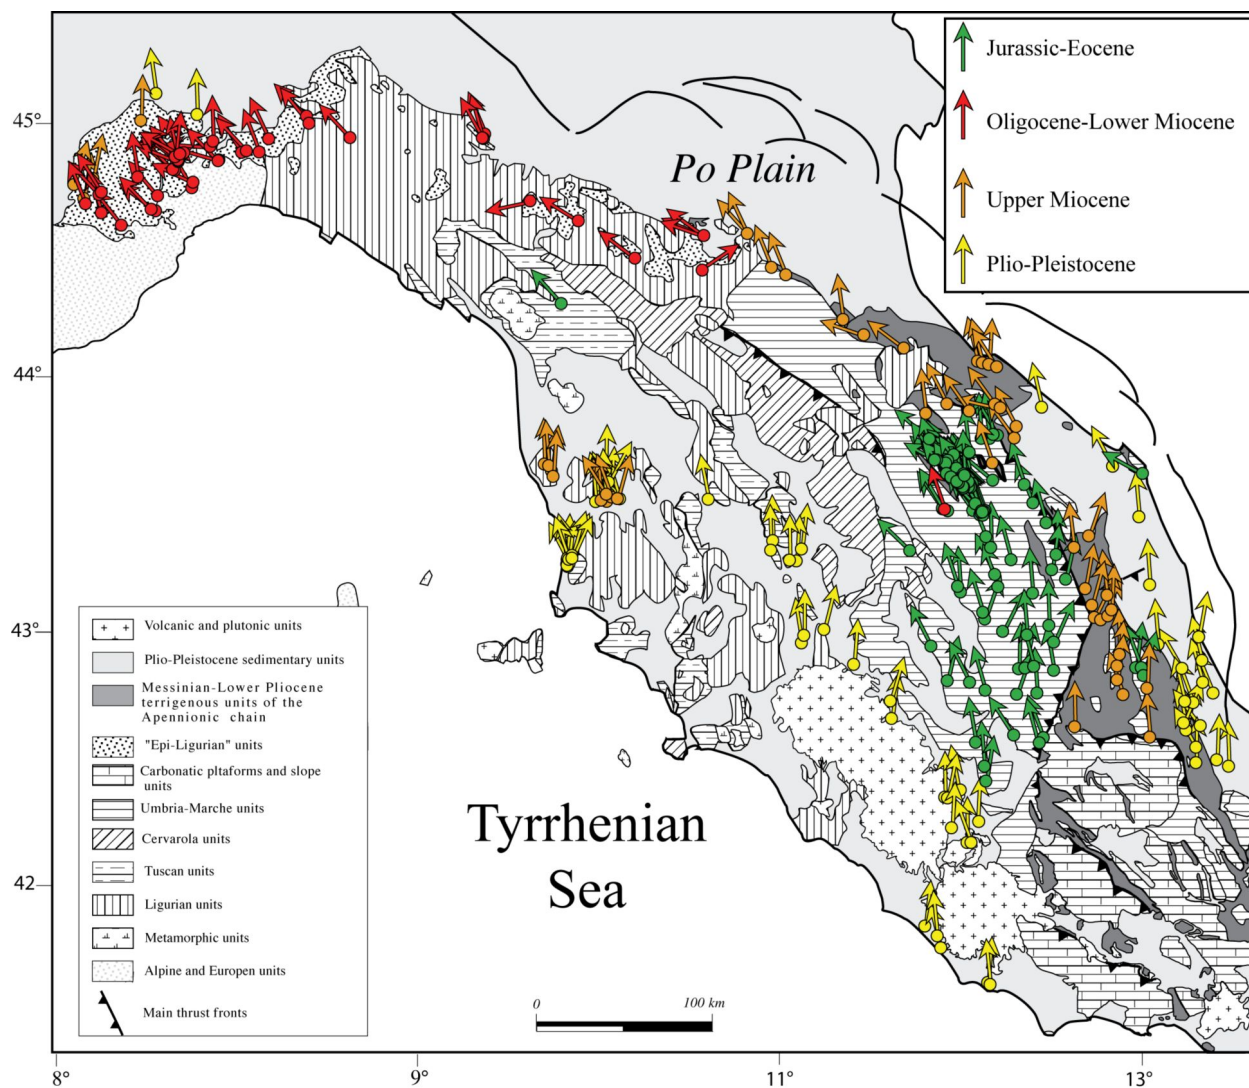 Jurassic-Eocene
Oligocene-Lower Miocene
Upper Miocene
Plio-Pleistocene
45°
Po Plain
44°
43°
42
Volcanic and plutonic units
Plio-Pleistocene sedimentary units
Messinian-Lower Pliocene
terrigenous units of the
Apennionic chain
"Epi-Ligurian" units
Carbonatic pltaforms and slope
units
Umbria-Marche units
Cervarola units
Tuscan units
Ligurian units
Metamorphic units
Alpine and Europen units
Main thrust fronts
Tyrrhenian
Sea
0 100 km
8° 9° 11° 13°